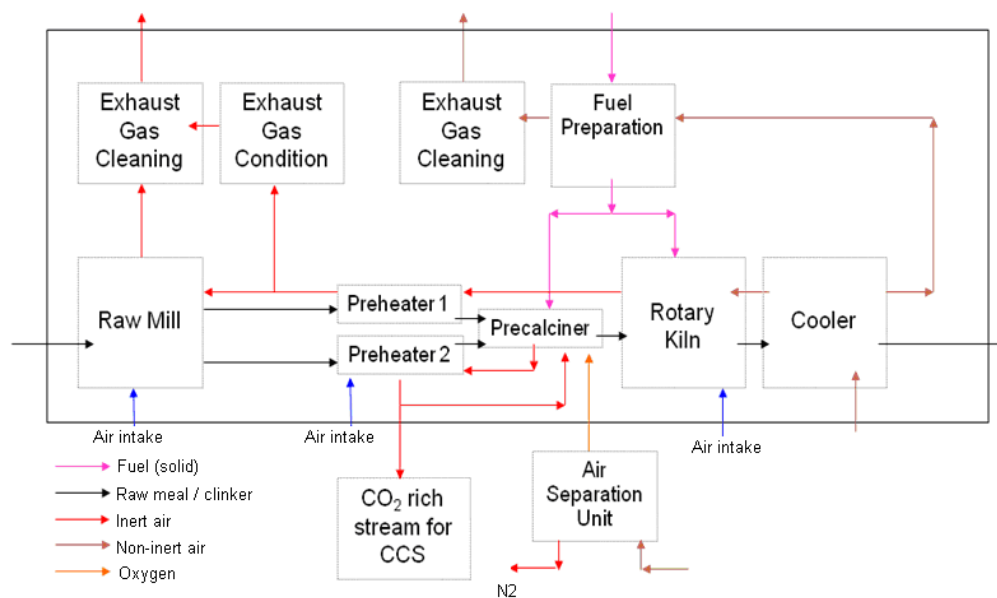 Exhaust
Gas
Cleaning
Exhaust
Gas
Condition
Exhaust
Gas
Cleaning
Fuel
Preparation
Raw Mill
Preheater 1
Preheater 2
Precalciner
Rotary
Kiln
Cooler
Air intake
Air intake
Air intake
Fuel (solid)
Raw meal / clinker
Inert air
Non-inert air
Oxygen
CO₂ rich
stream for
CCS
Air
Separation
Unit
N2